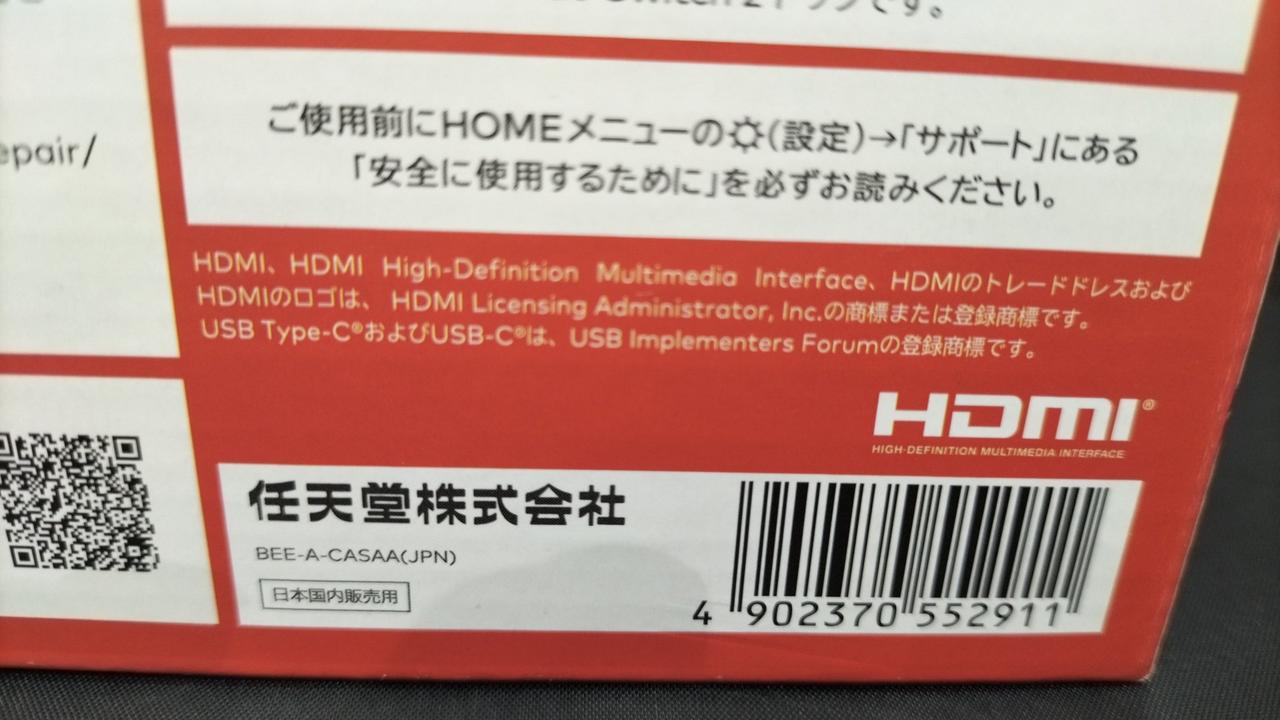 Switch 2ドックです。
epair/
ご使用前にHOMEメニューの(設定)→「サポート」にある
「安全に使用するために」を必ずお読みください。
HDMI、HDMI High-Definition Multimedia Interface、HDMIのトレードドレスおよび
HDMIのロゴは、 HDMI Licensing Administrator, Inc.の商標または登録商標です。
USB Type-C®およびUSB-C®は、USB Implementers Forumの登録商標です。
HDMI®
HIGH-DEFINITION MULTIMEDIA INTERFACE
任天堂株式会社
BEE-A-CASAA(JPN)
日本国内販売用
4 902370 552911